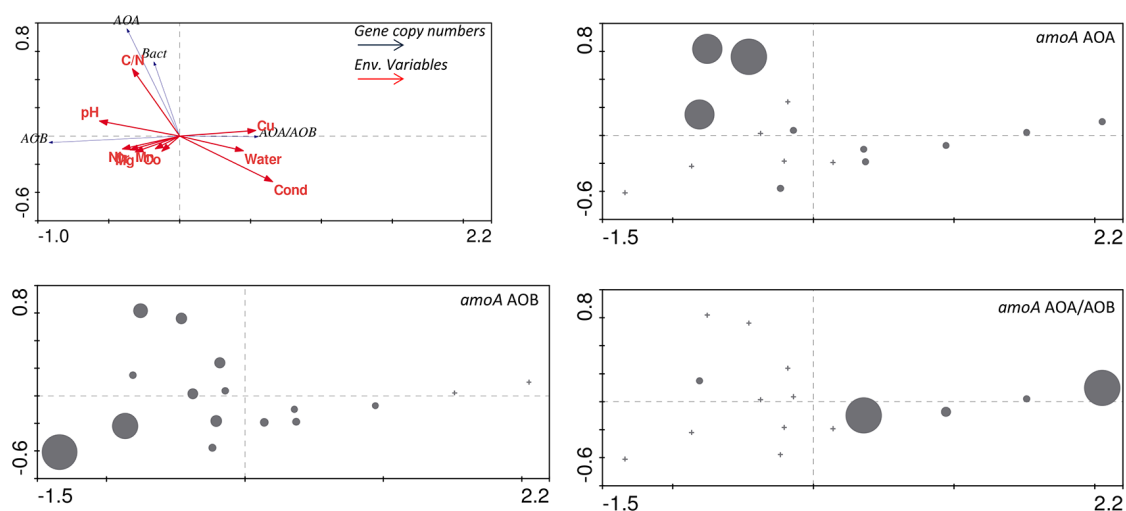 AOA
0.8
Gene copy numbers
Bact
C/N
Env. Variables
pH
Cu
AOB
AOA/AOB
Mg
Mn
Co
Water
Cond
-0.6
-1.0
2.2
0.8
amoA AOA
-0.6
-1.5
2.2
0.8
amoA AOB
-0.6
-1.5
2.2
0.8
amoA AOA/AOB
-0.6
-1.5
2.2